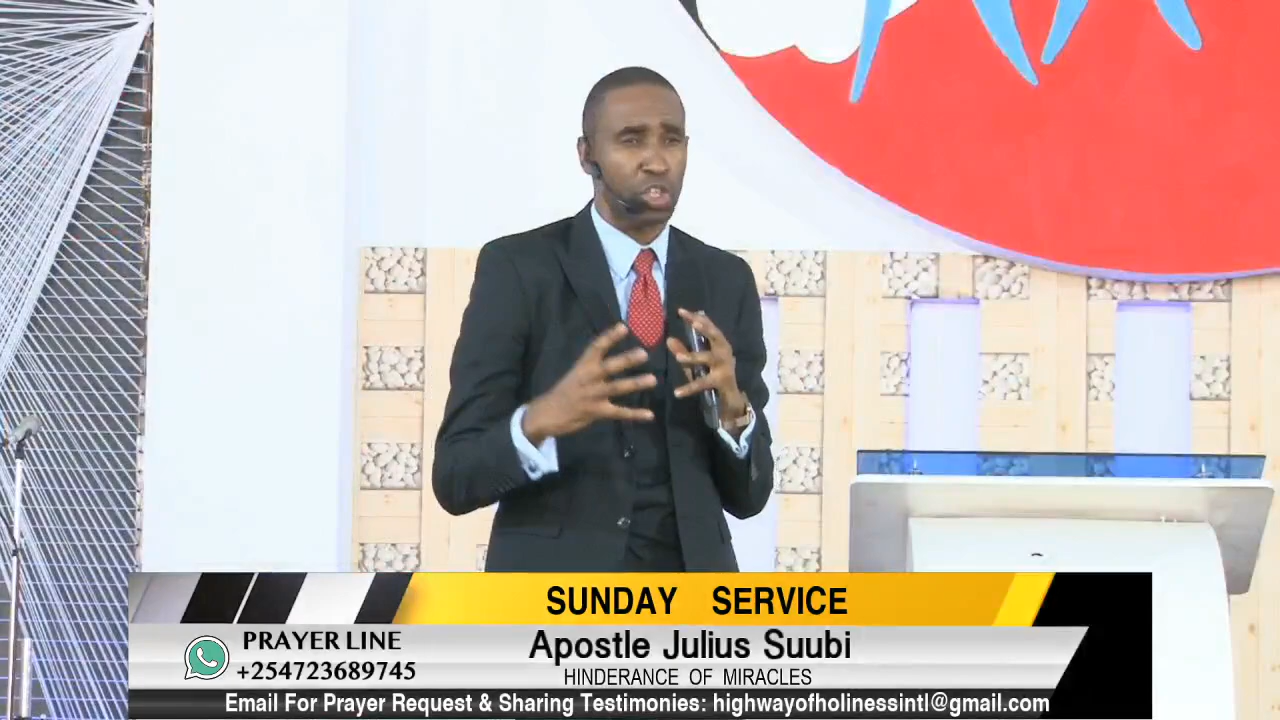 SUNDAY SERVICE
PRAYER LINE
+254723689745
Apostle Julius Suubi
HINDERANCE OF MIRACLES
Email For Prayer Request & Sharing Testimonies: highwayofholinessintl@gmail.com